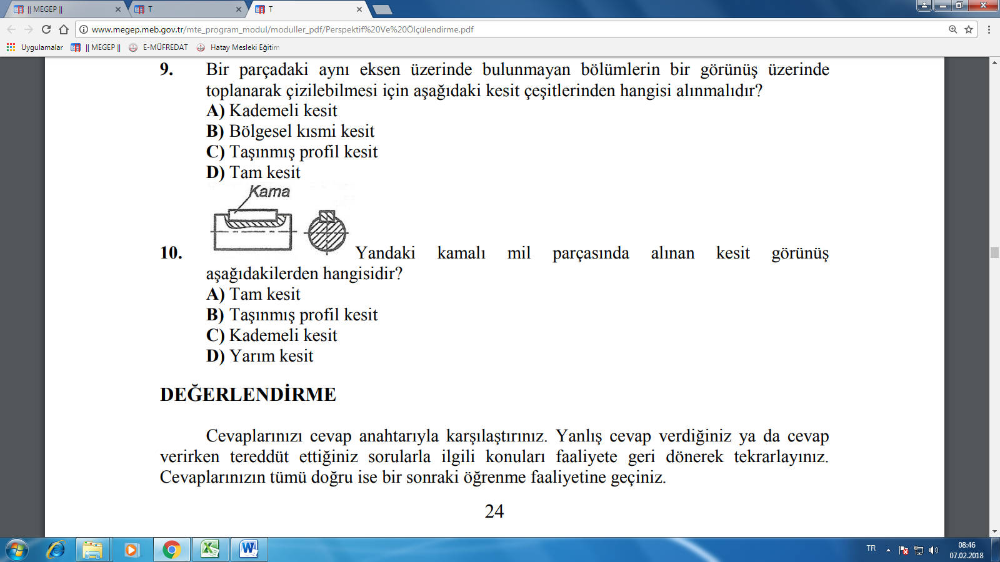 || MEGEP ||
T
T
www.megep.meb.gov.tr/mte_program_modul/moduller_pdf/Perspektif%20Ve%20Ölçülendirme.pdf
Uygulamalar
|| MEGEP ||
E-MÜFREDAT
Hatay Mesleki Eğitim
9. Bir parçadaki aynı eksen üzerinde bulunmayan bölümlerin bir görünüş üzerinde
toplanarak çizilebilmesi için aşağıdaki kesit çeşitlerinden hangisi alınmalıdır?
A) Kademeli kesit
B) Bölgesel kısmi kesit
C) Taşınmış profil kesit
D) Tam kesit
Kama
10. Yandaki kamalı mil parçasında alınan kesit görünüş
aşağıdakilerden hangisidir?
A) Tam kesit
B) Taşınmış profil kesit
C) Kademeli kesit
D) Yarım kesit
DEĞERLENDİRME
Cevaplarınızı cevap anahtarıyla karşılaştırınız. Yanlış cevap verdiğiniz ya da cevap
verirken tereddüt ettiğiniz sorularla ilgili konuları faaliyete geri dönerek tekrarlayınız.
Cevaplarınızın tümü doğru ise bir sonraki öğrenme faaliyetine geçiniz.
24
TR
08:46
07.02.2018